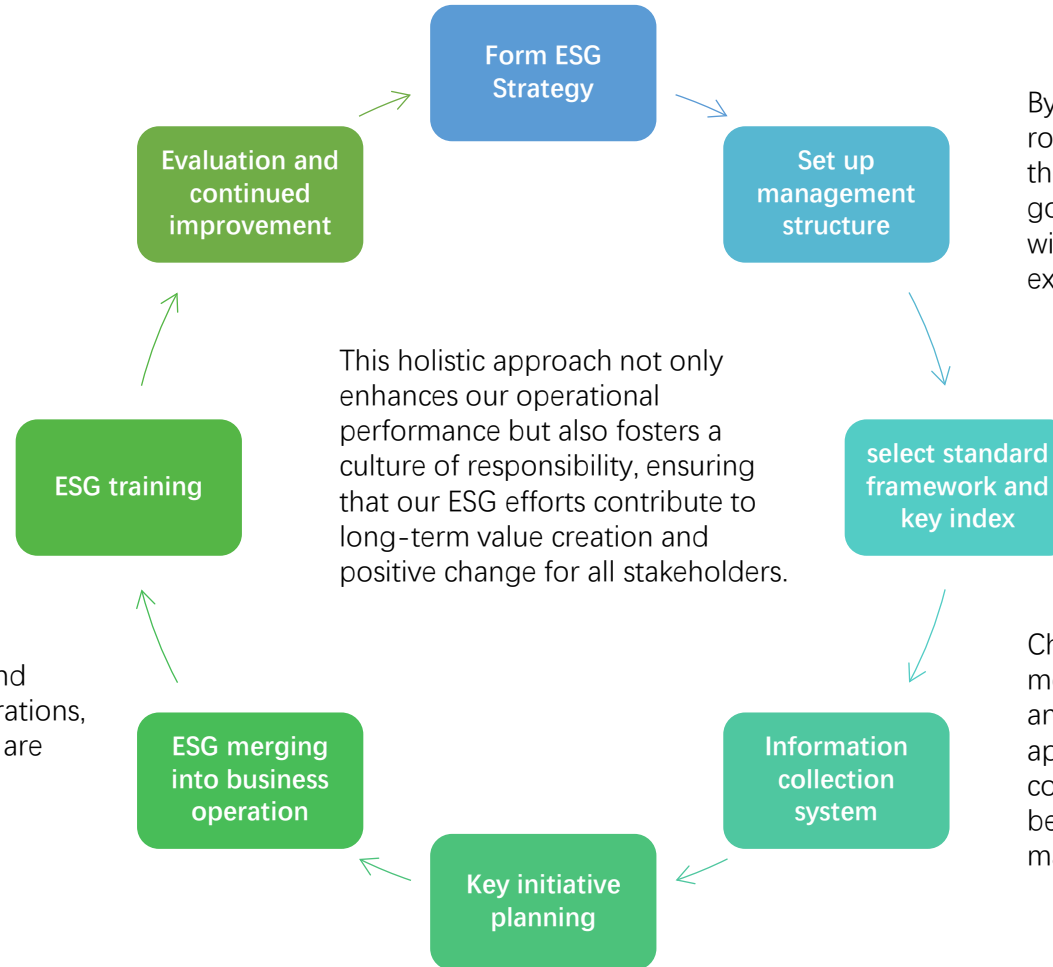 Form ESG
Strategy
Set up
management
structure
select standard
framework and
key index
Information
collection
system
Key initiative
planning
ESG merging
into business
operation
ESG training
Evaluation and
continued
improvement
This holistic approach not only
enhances our operational
performance but also fosters a
culture of responsibility, ensuring
that our ESG efforts contribute to
long-term value creation and
positive change for all stakeholders.
By
are